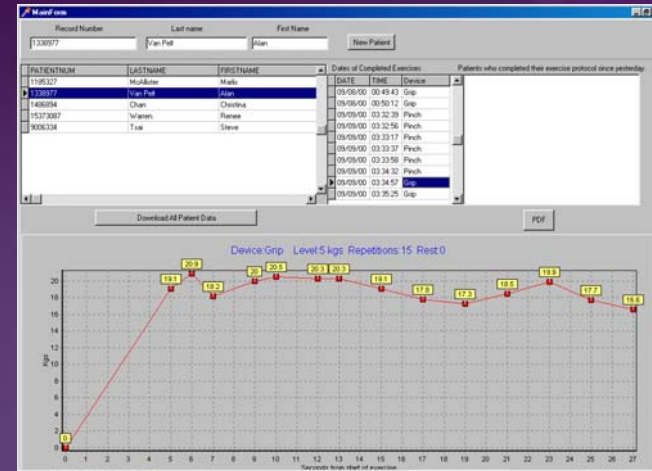 MainForm
Record Number Last name First Name
1338977 Van Pelt Alan New Patient
Dates of Completed Exercises Patients who completed their exercise protocol since yesterday
PATIENTNUM LASTNAME FIRSTNAME
1195327 McAllister Marlis
1338977 Van Pelt Alan
1486894 Chan Christina
15373087 Warren. Renee
9006334 Tsai Steve
DATE TIME Device
09/08/00 00:49:43 Grip
09/08/00 00:50:12 Grip
09/09/00 03:32:39 Pinch
09/09/00 03:32:56 Pinch
09/09/00 03:33:17 Pinch
09/09/00 03:33:37 Pinch
09/09/00 03:33:58 Pinch
09/09/00 03:34:39 Pinch
09/09/00 03:34:57 Grip
09/09/00 03:35:25 Grip
Download All Patient Data PDF
Device:Grip Level:5 kgs Repetitions:15 Rest:0
0 19.1 20.9 18.2 20 20.5 20.3 20.3 19.1 17.8 17.3 18.5 19.9 17.7 16.6
Kgs
20
18
16
14
12
10
8
6
4
2
0
0 1 2 3 4 5 6 7 8 9 10 11 12 13 14 15 16 17 18 19 20 21 22 23 24 25 26 27
Seconds from start of exercise